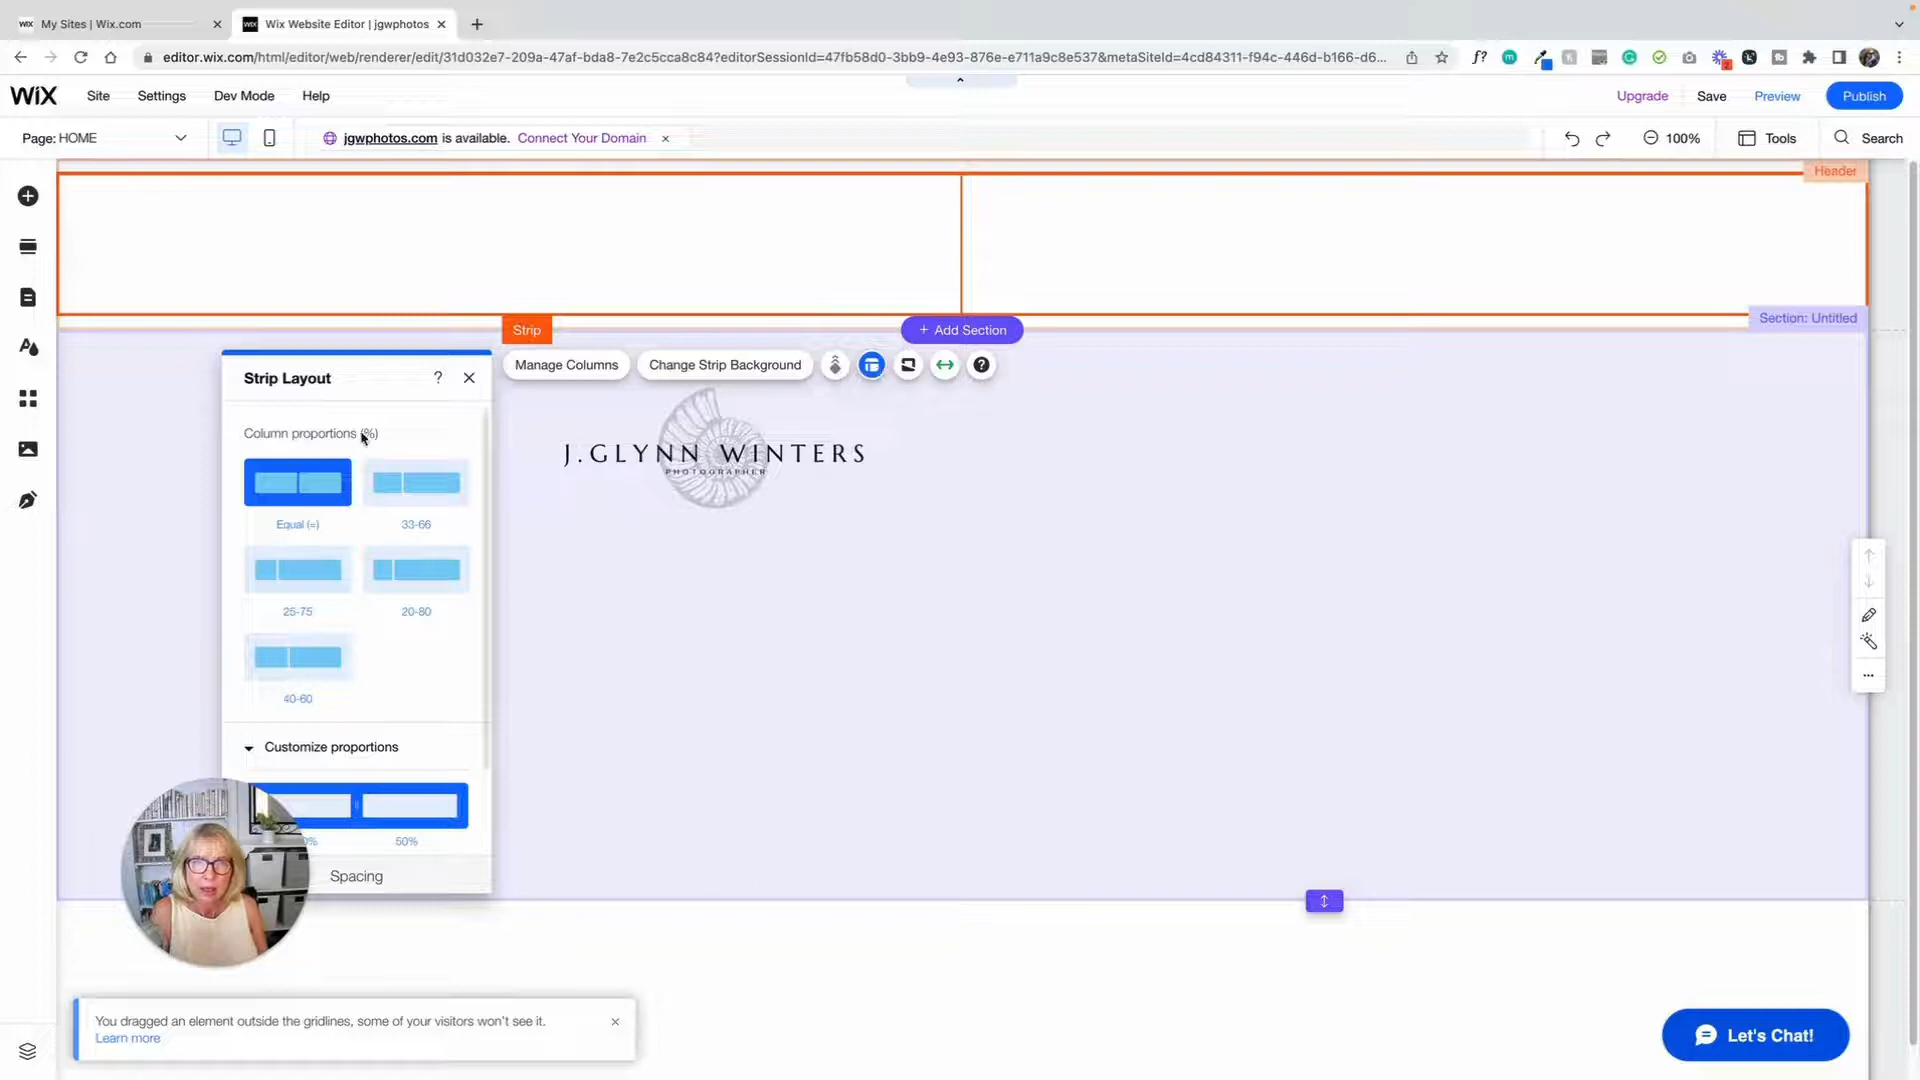 My Sites | Wix.com
Wix Website Editor | jgwphotos
editor.wix.com/html/editor/web/renderer/edit/31d032e7-209a-47af-bda8-7e2c5cca8c84?editorSessionId=47fb58d0-3bb9-4e93-876e-e711a9c8e537&metaSiteId=4cd84311-f94c-446d-b166-d6...
WiX
Site
Settings
Dev Mode
Help
Upgrade
Save
Preview
Publish
Page: HOME
jgwphotos.com is available. Connect Your Domain
100%
Tools
Search
Header
Strip
+ Add Section
Section: Untitled
Manage Columns
Change Strip Background
Strip Layout
Column proportions (%)
Equal (=)
33-66
25-75
20-80
40-60
Customize proportions
50%
Spacing
J.GLYNN WINTERS
PHOTOGRAPHER
You dragged an element outside the gridlines, some of your visitors won't see it.
Learn more
Let's Chat!